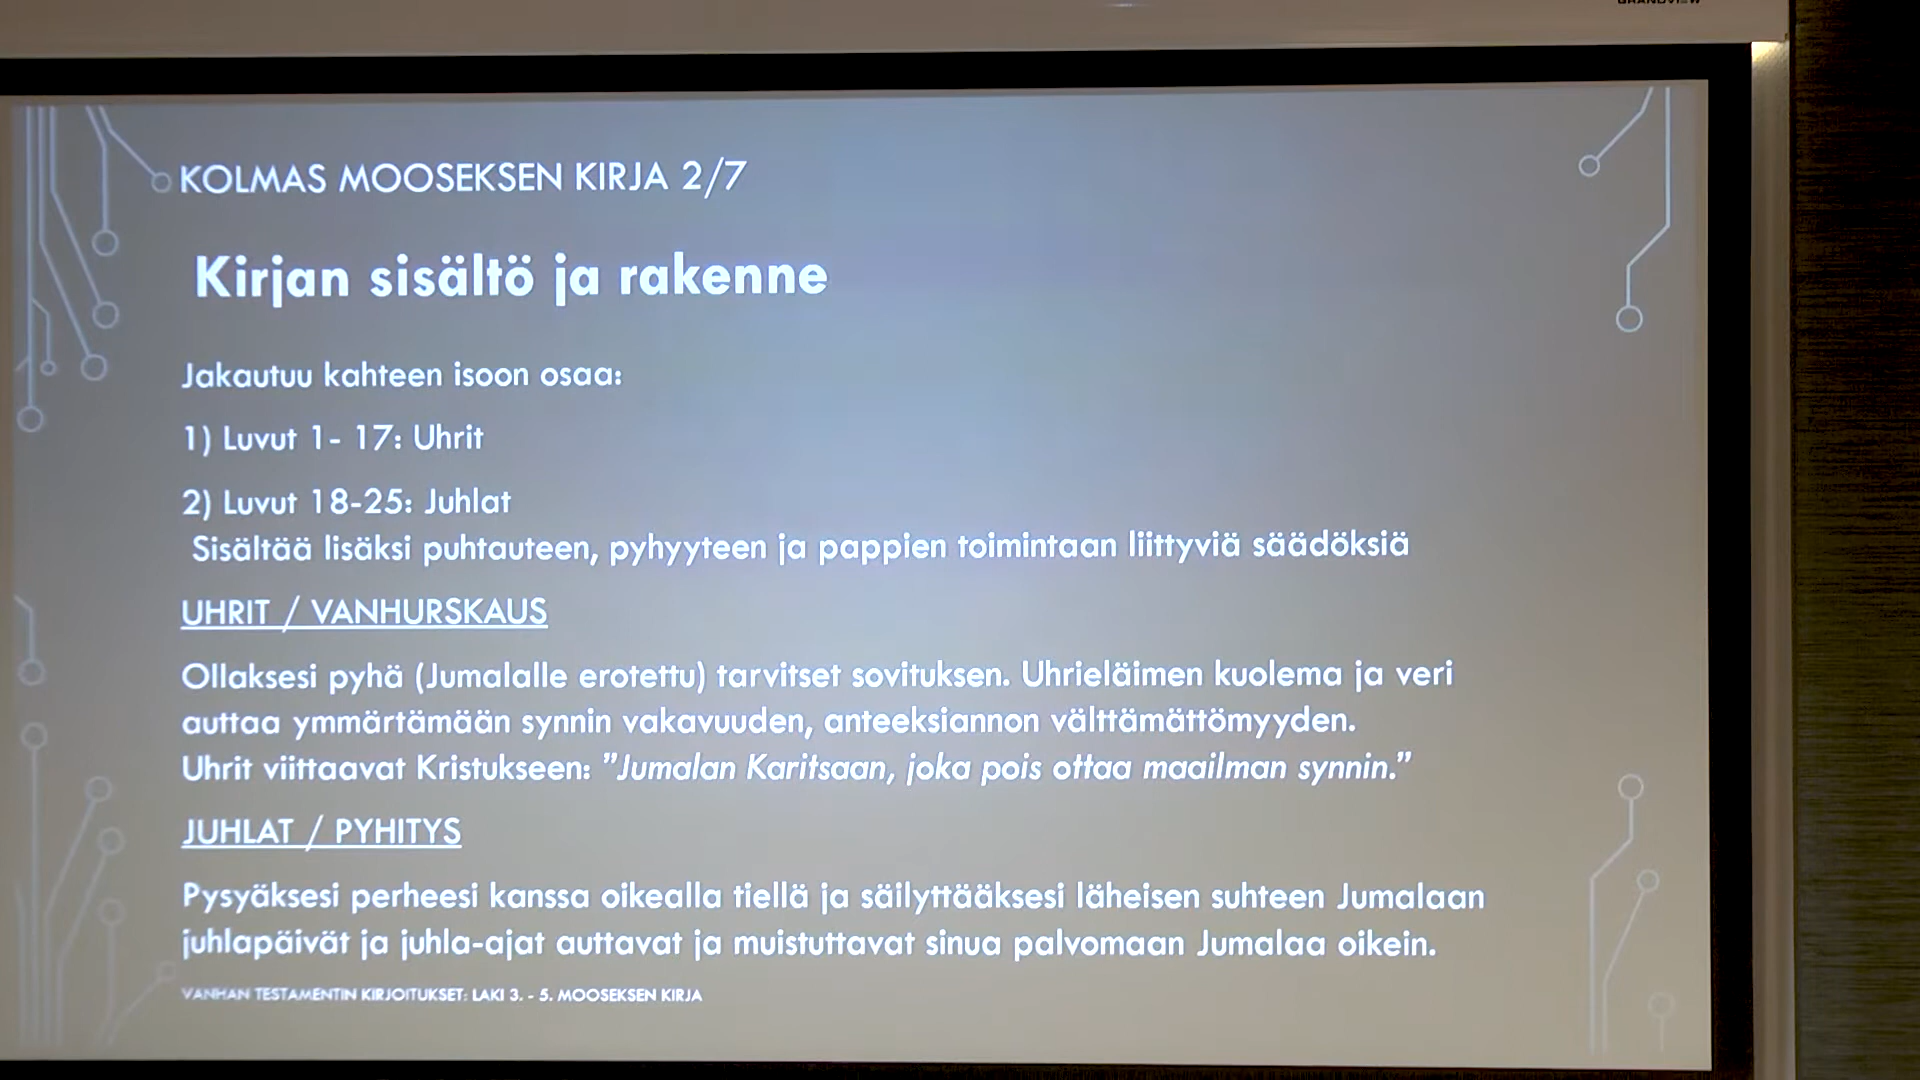 GRANDVIEW
KOLMAS MOOSEKSEN KIRJA 2/7
Kirjan sisältö ja rakenne
Jakautuu kahteen isoon osaa:
1) Luvut 1- 17: Uhrit
2) Luvut 18-25: Juhlat
Sisältää lisäksi puhtauteen, pyhyyteen ja pappien toimintaan liittyviä säädöksiä
UHRIT / VANHURSKAUS
Ollaksesi pyhä (Jumalalle erotettu) tarvitset sovituksen. Uhrieläimen kuolema ja veri
auttaa ymmärtämään synnin vakavuuden, anteeksiannon välttämättömyyden.
Uhrit viittaavat Kristukseen: ”Jumalan Karitsaan, joka pois ottaa maailman synnin.”
JUHLAT / PYHITYS
Pysyäksesi perheesi kanssa oikealla tiellä ja säilyttääksesi läheisen suhteen Jumalaan
juhlapäivät ja juhla-ajat auttavat ja muistuttavat sinua palvomaan Jumalaa oikein.
VANHAN TESTAMENTIN KIRJOITUKSET: LAKI 3. - 5. MOOSEKSEN KIRJA